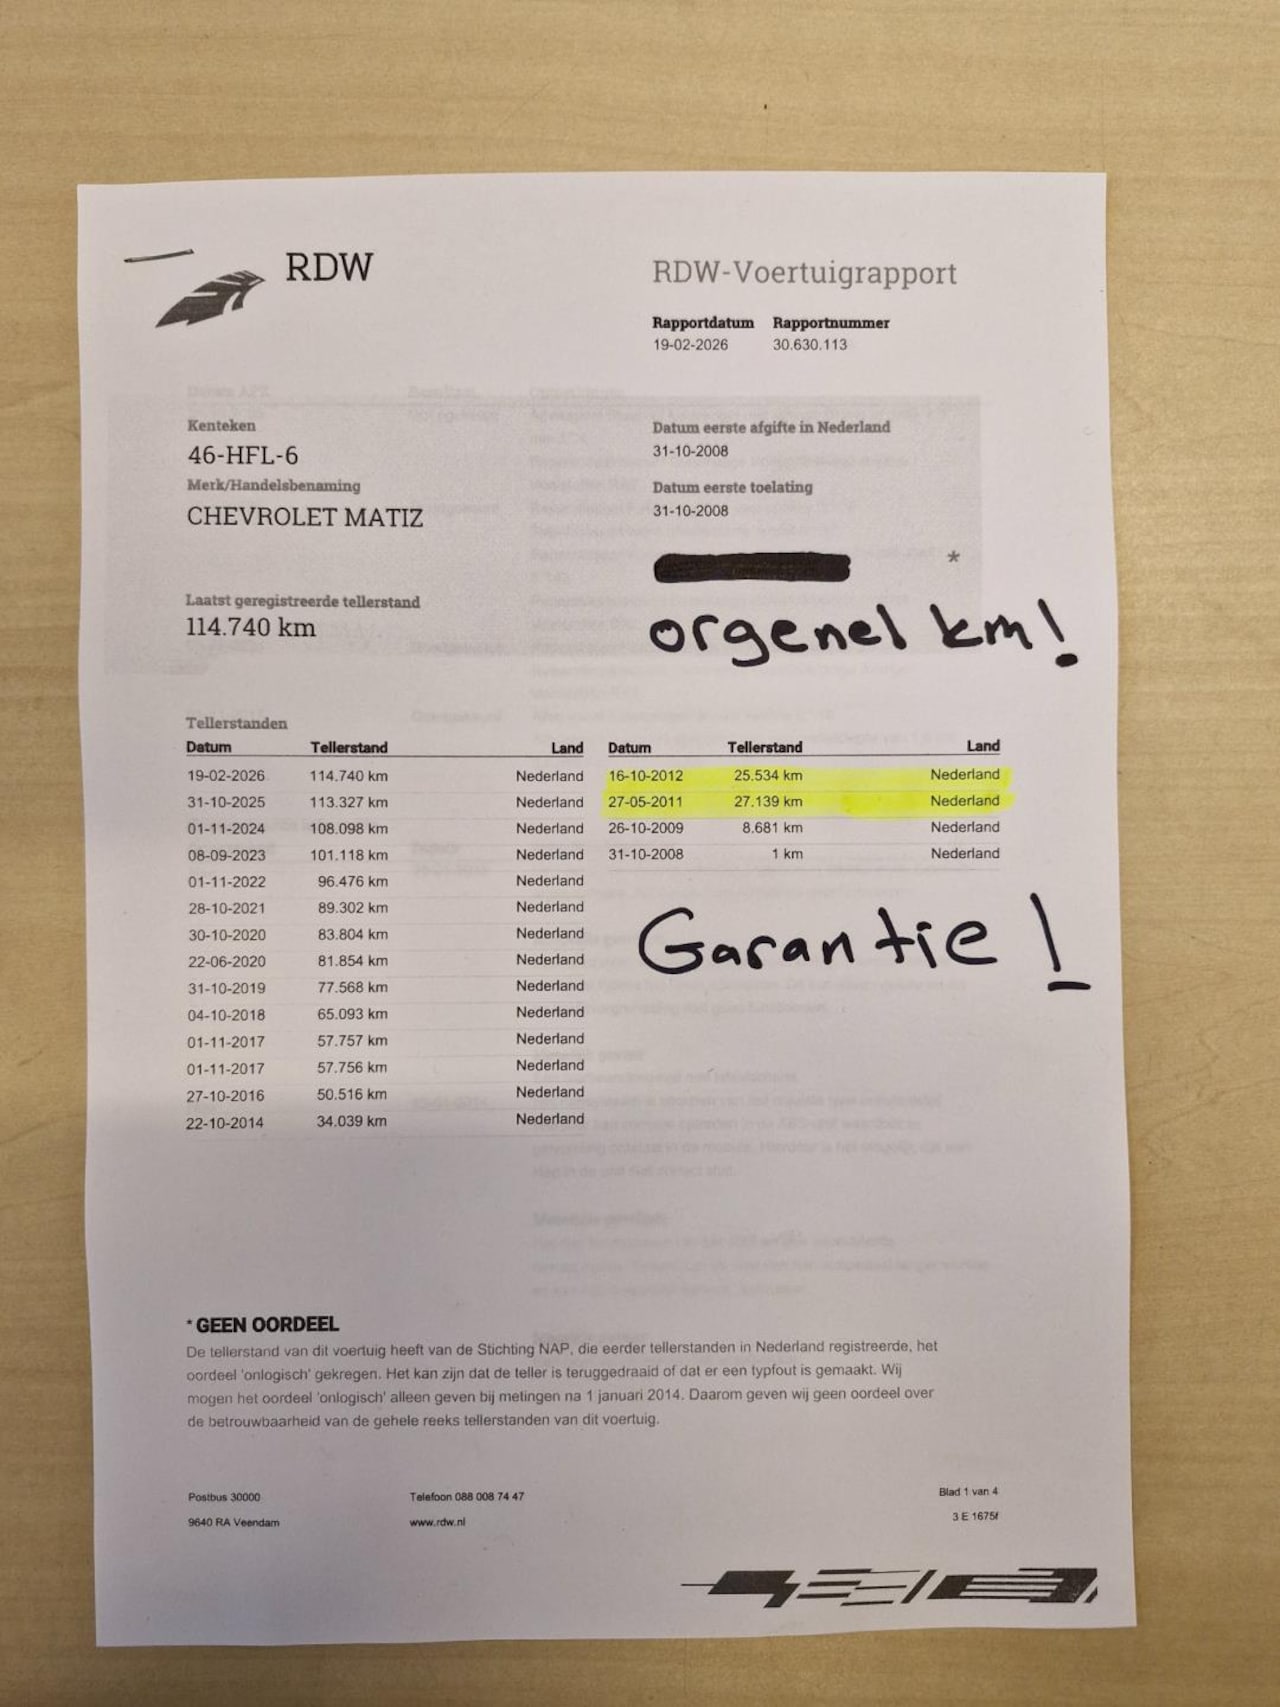 RDW
RDW-Voertuigrapport
Rapportdatum Rapportnummer
19-02-2026 30.630.113
Kenteken
46-HFL-6
Merk/Handelsbenaming
CHEVROLET MATIZ
Datum eerste afgifte in Nederland
31-10-2008
Datum eerste toelating
31-10-2008
*
Laatst geregistreerde tellerstand
114.740 km
orgenel km!
Tellerstanden
Datum Tellerstand Land Datum Tellerstand Land
19-02-2026 114.740 km Nederland 16-10-2012 25.534 km Nederland
31-10-2025 113.327 km Nederland 27-05-2011 27.139 km Nederland
01-11-2024 108.098 km Nederland 26-10-2009 8.681 km Nederland
08-09-2023 101.118 km Nederland 31-10-2008 1 km Nederland
01-11-2022 96.476 km Nederland
28-10-2021 89.302 km Nederland
30-10-2020 83.804 km Nederland
22-06-2020 81.854 km Nederland
31-10-2019 77.568 km Nederland
04-10-2018 65.093 km Nederland
01-11-2017 57.757 km Nederland
01-11-2017 57.756 km Nederland
27-10-2016 50.516 km Nederland
22-10-2014 34.039 km Nederland
Garantie!
* GEEN OORDEEL
De tellerstand van dit voertuig heeft van de Stichting NAP, die eerder tellerstanden in Nederland registreerde, het
oordeel 'onlogisch' gekregen. Het kan zijn dat de teller is teruggedraaid of dat er een typfout is gemaakt. Wij
mogen het oordeel 'onlogisch' alleen geven bij metingen na 1 januari 2014. Daarom geven wij geen oordeel over
de betrouwbaarheid van de gehele reeks tellerstanden van dit voertuig.
Postbus 30000 Telefoon 088 008 74 47 Blad 1 van 4
9640 RA Veendam www.rdw.nl 3 E 1675f